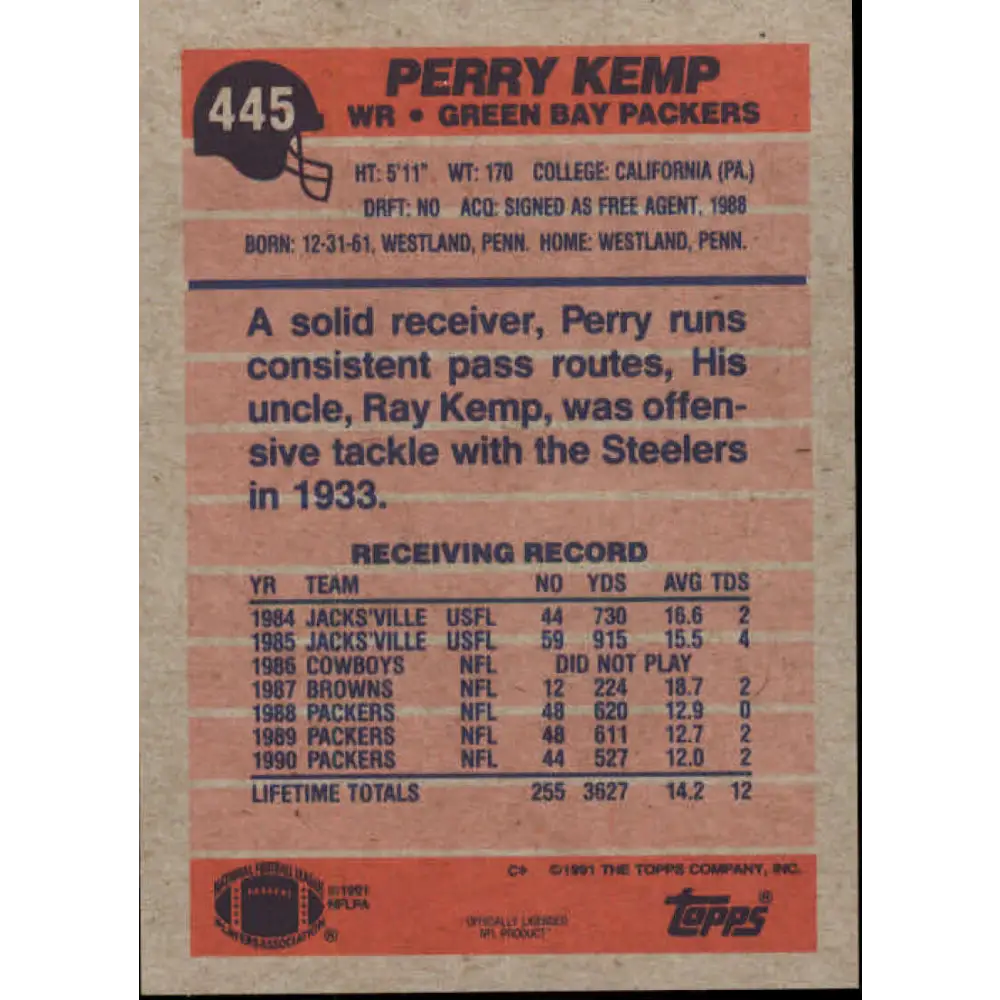 445
PERRY KEMP
WR • GREEN BAY PACKERS
HT: 5'11" WT: 170 COLLEGE: CALIFORNIA (PA.)
DRFT: NO ACQ: SIGNED AS FREE AGENT, 1988
BORN: 12-31-61, WESTLAND, PENN. HOME: WESTLAND, PENN.
A solid receiver, Perry runs
consistent pass routes, His
uncle, Ray Kemp, was offen-
sive tackle with the Steelers
in 1933.
RECEIVING RECORD
YR TEAM NO YDS AVG TDS
1984 JACKS'VILLE USFL 44 730 16.6 2
1985 JACKS'VILLE USFL 59 915 15.5 4
1986 COWBOYS NFL DID NOT PLAY
1987 BROWNS NFL 12 224 18.7 2
1988 PACKERS NFL 48 620 12.9 0
1989 PACKERS NFL 48 611 12.7 2
1990 PACKERS NFL 44 527 12.0 2
LIFETIME TOTALS 255 3627 14.2 12
C* ©1991 THE TOPPS COMPANY, INC.
NATIONAL FOOTBALL LEAGUE
PLAYERS
PLAYERS ASSOCIATION ®
©1991
NFLPA
OFFICIALLY LICENSED
NFL PRODUCT
topps®